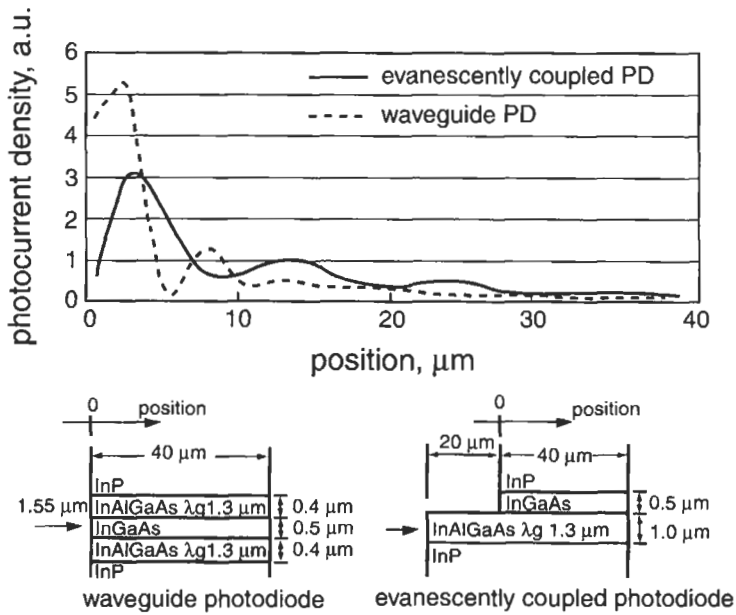 photocurrent density, a.u.
6
5
4
3
2
1
0
evanescently coupled PD
waveguide PD
0 10 20 30 40
position, μm
0
position
40 μm
InP
InAlGaAs λg1.3 μm
0.4 μm
1.55 μm
InGaAs
0.5 μm
InAlGaAs λg1.3 μm
0.4 μm
InP
waveguide photodiode
0
position
20 μm
40 μm
InP
InGaAs
0.5 μm
InAlGaAs λg 1.3 μm
1.0 μm
InP
evanescently coupled photodiode